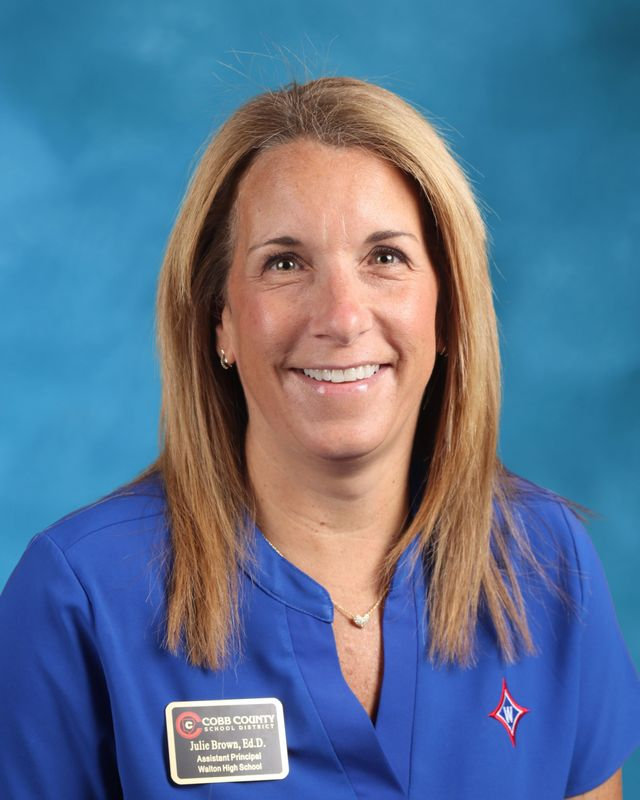 COBB COUNTY
SCHOOL DISTRICT
Julie Brown, Ed.D.
Assistant Principal
Walton High School
W